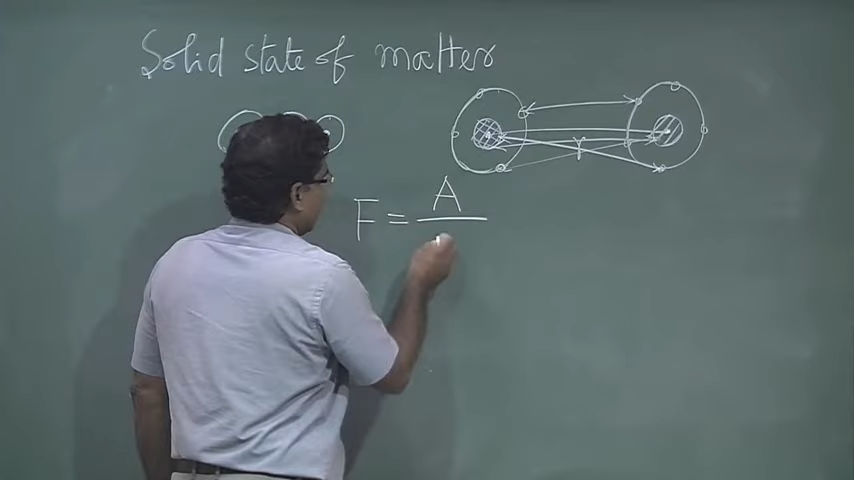 Solid state of matter
F = A